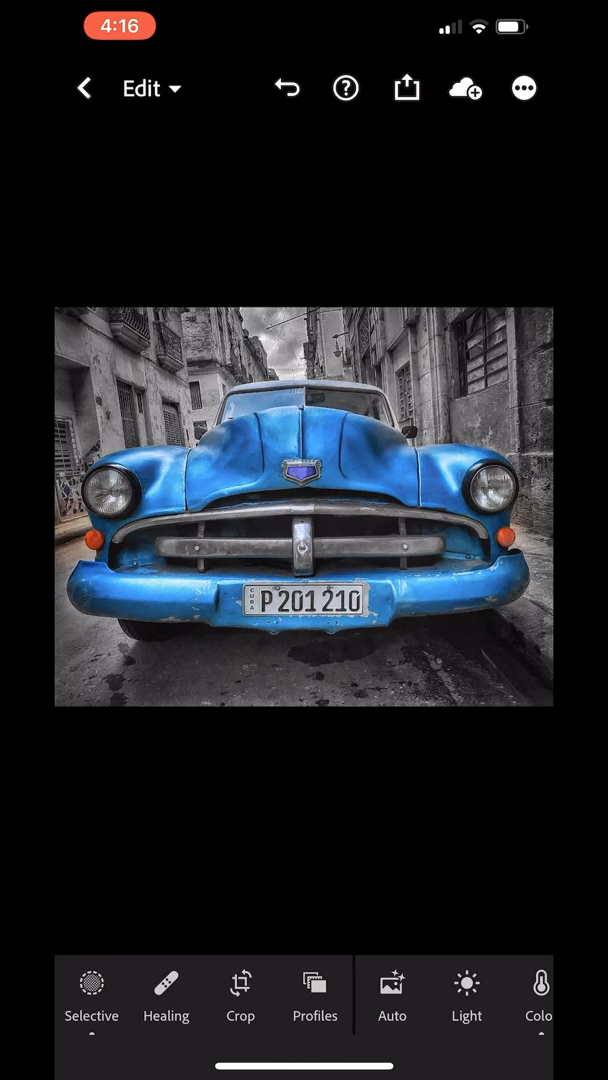 4:16
Edit
CUBA P 201 210
Selective
Healing
Crop
Profiles
Auto
Light
Colo